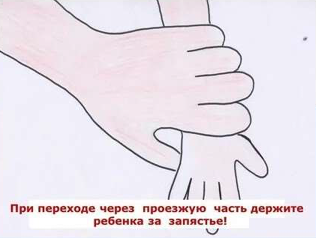 При переходе через проезжую часть держите
ребенка за запястье!